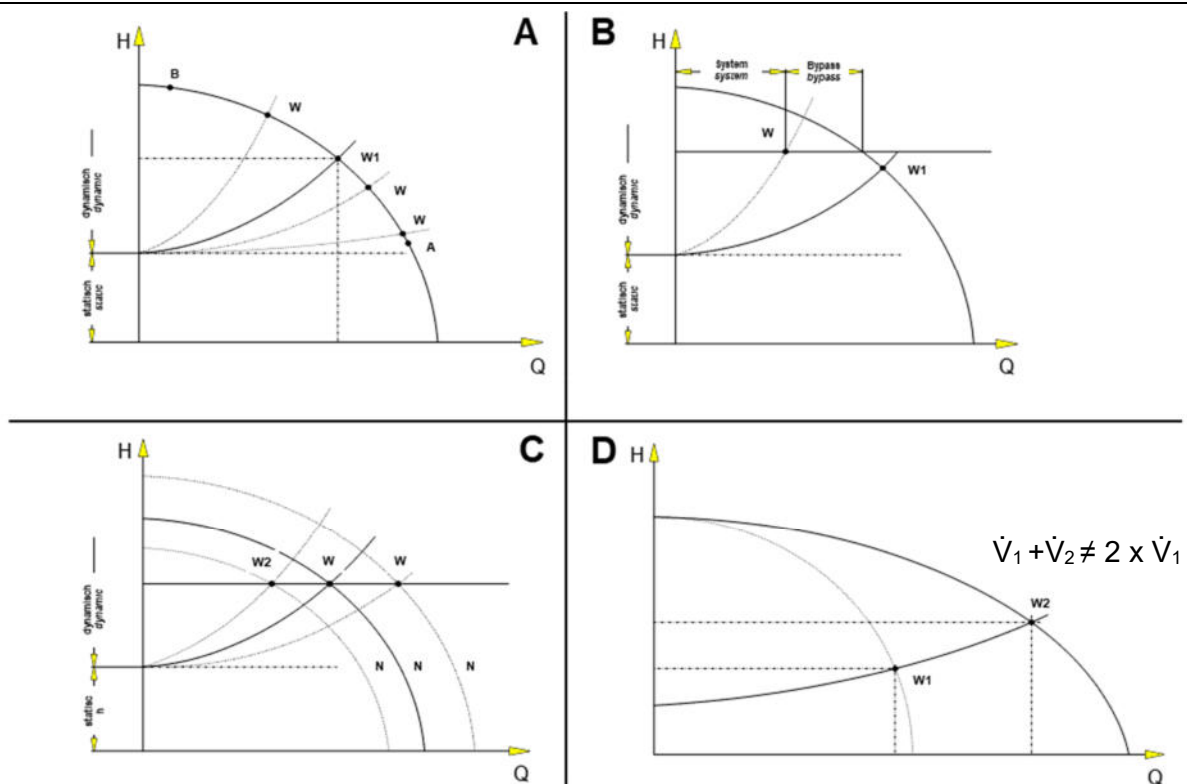 A
H
B
W
W1
W
W
A
dynamisch
dynamic
statisch
static
Q
B
H
System
system
Bypass
bypass
W
W1
dynamisch
dynamic
statisch
static
Q
C
H
W2
W
W
N
N
N
dynamisch
dynamic
statisc
h
Q
D
H
V̇₁ +V̇₂ ≠ 2 x V̇₁
W2
W1
Q